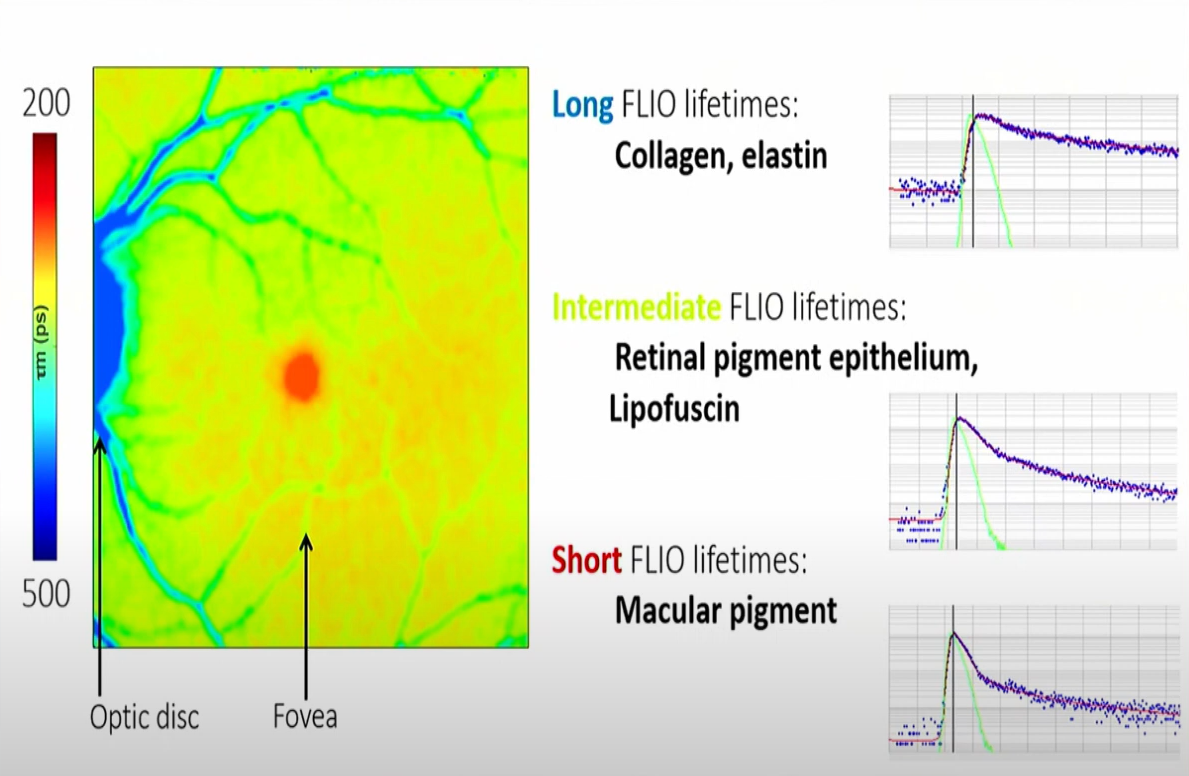 200
τm (ps)
500
Optic disc
Fovea
Long FLIO lifetimes:
Collagen, elastin
Intermediate FLIO lifetimes:
Retinal pigment epithelium,
Lipofuscin
Short FLIO lifetimes:
Macular pigment